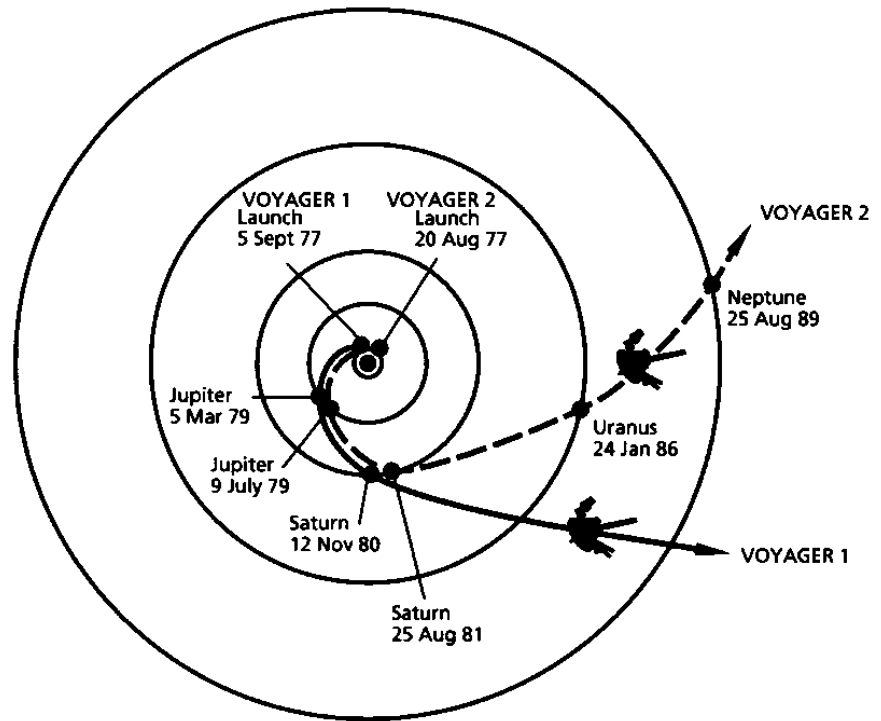 VOYAGER 1
Launch
5 Sept 77
VOYAGER 2
Launch
20 Aug 77
VOYAGER 2
Neptune
25 Aug 89
Jupiter
5 Mar 79
Uranus
24 Jan 86
Jupiter
9 July 79
Saturn
12 Nov 80
VOYAGER 1
Saturn
25 Aug 81